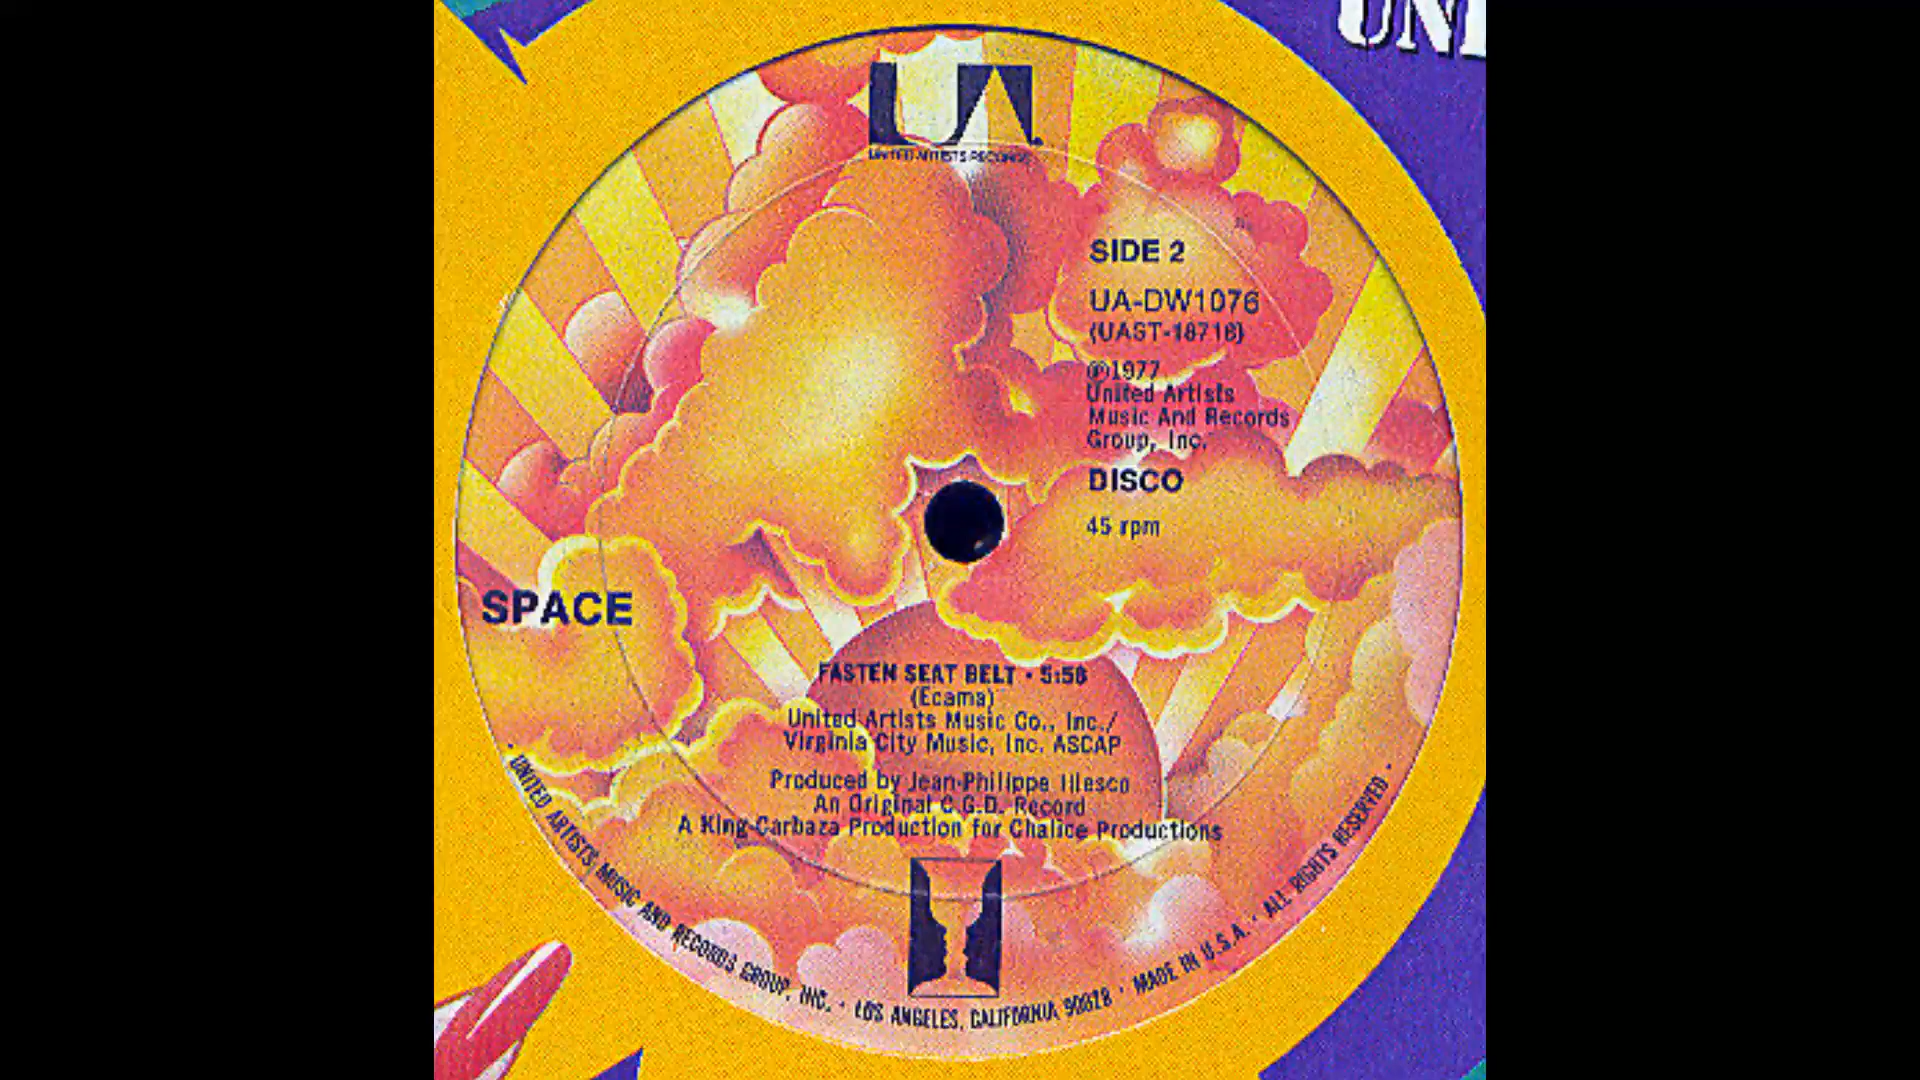 UNI
UA
UNITED ARTISTS RECORDS
SIDE 2
UA-DW1076
(UAST-18716)
Ⓟ1977
United Artists
Music And Records
Group, Inc.
DISCO
45 rpm
SPACE
FASTEN SEAT BELT • 5:58
(Ecama)
United Artists Music Co., Inc./
Virginia City Music, Inc. ASCAP
Produced by Jean-Philippe Iliesco
An Original C.G.D. Record
A King-Carbaza Production for Chalice Productions
• UNITED ARTISTS MUSIC AND RECORDS GROUP, INC. • LOS ANGELES, CALIFORNIA 90028 • MADE IN U.S.A. • ALL RIGHTS RESERVED •